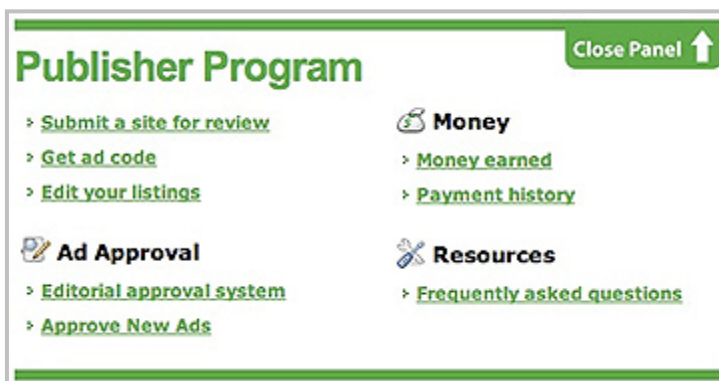 Close Panel
Publisher Program
Submit a site for review
Get ad code
Edit your listings
Money
Money earned
Payment history
Ad Approval
Editorial approval system
Approve New Ads
Resources
Frequently asked questions